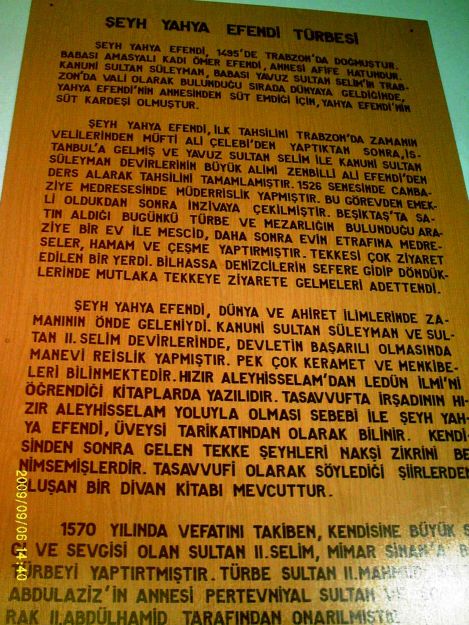 ŞEYH YAHYA EFENDİ TÜRBESİ
ŞEYH YAHYA EFENDİ, 1495'DE TRABZON'DA DOĞMUŞTUR.
BABASI AMASYALI KADI ÖMER EFENDİ, ANNESİ AFİFE HATUNDUR.
KANUNİ SULTAN SÜLEYMAN, BABASI YAVUZ SULTAN SELİM'İN TRAB-
ZON'DA VALİ OLARAK BULUNDUĞU SIRADA DÜNYAYA GELDİĞİNDE,
YAHYA EFENDİ'NİN ANNESİNDEN SÜT EMDİĞİ İÇİN, YAHYA EFENDİ'NİN
SÜT KARDEŞİ OLMUŞTUR.
ŞEYH YAHYA EFENDİ, İLK TAHSİLİNİ TRABZON'DA ZAMANIN
VELİLERİNDEN MÜFTİ ALİ ÇELEBİ'DEN YAPTIKTAN SONRA, İS-
TANBUL'A GELMİŞ VE YAVUZ SULTAN SELİM İLE KANUNİ SULTAN
SÜLEYMAN DEVİRLERİNİN BÜYÜK ALİMİ ZENBİLLİ ALİ EFENDİ'DEN
DERS ALARAK TAHSİLİNİ TAMAMLAMIŞTIR. 1526 SENESİNDE CANBA-
ZİYE MEDRESESİNDE MÜDERRİSLİK YAPMIŞTIR. BU GÖREVDEN EMEK-
Lİ OLDUKDAN SONRA İNZİVAYA ÇEKİLMİŞTİR. BEŞİKTAŞ'TA SA-
TIN ALDIĞI BUGÜNKÜ TÜRBE VE MEZARLIĞIN BULUNDUĞU ARA-
ZİYE BİR EV İLE MESCİD, DAHA SONRA EVİN ETRAFINA MEDRE-
SELER, HAMAM VE ÇEŞME YAPTIRMIŞTIR. TEKKESİ ÇOK ZİYARET
EDİLEN BİR YERDİ. BİLHASSA DENİZCİLERİN SEFERE GİDİP DÖNDÜK-
LERİNDE MUTLAKA TEKKEYE ZİYARETE GELMELERİ ADETTENDİ.
ŞEYH YAHYA EFENDİ, DÜNYA VE AHİRET İLİMLERİNDE ZA-
MANININ ÖNDE GELENİYDİ. KANUNİ SULTAN SÜLEYMAN VE SUL-
TAN II. SELİM DEVİRLERİNDE, DEVLETİN BAŞARILI OLMASINDA
MANEVİ REİSLİK YAPMIŞTIR. PEK ÇOK KERAMET VE MENKİBE-
LERİ BİLİNMEKTEDİR. HIZIR ALEYHİSSELAM'DAN LEDÜN İLMİ'Nİ
ÖĞRENDİĞİ KİTAPLARDA YAZILIDIR. TASAVVUFTA İRŞADININ HI-
ZIR ALEYHİSSELAM YOLUYLA OLMASI SEBEBİ İLE ŞEYH YAH-
YA EFENDİ, ÜVEYSİ TARİKATINDAN OLARAK BİLİNİR. KENDİ-
SİNDEN SONRA GELEN TEKKE ŞEYHLERİ NAKŞİ ZİKRİNİ BE
NİMSEMİŞLERDİR. TASAVVUFİ OLARAK SÖYLEDİĞİ ŞİİRLERDEN
OLUŞAN BİR DİVAN KİTABI MEVCUTTUR.
1570 YILINDA VEFATINI TAKİBEN, KENDİSİNE BÜYÜK S
Gİ VE SEVGİSİ OLAN SULTAN II. SELİM, MİMAR SİNAN'A B
TÜRBEYİ YAPTIRTMIŞTIR. TÜRBE SULTAN II. MAHMU
ABDULAZİZ'İN ANNESİ PERTEVNİYAL SULTAN VE
RAK II. ABDÜLHAMİD TARAFINDAN ONARILMIŞTI
2009/09/06 14:40